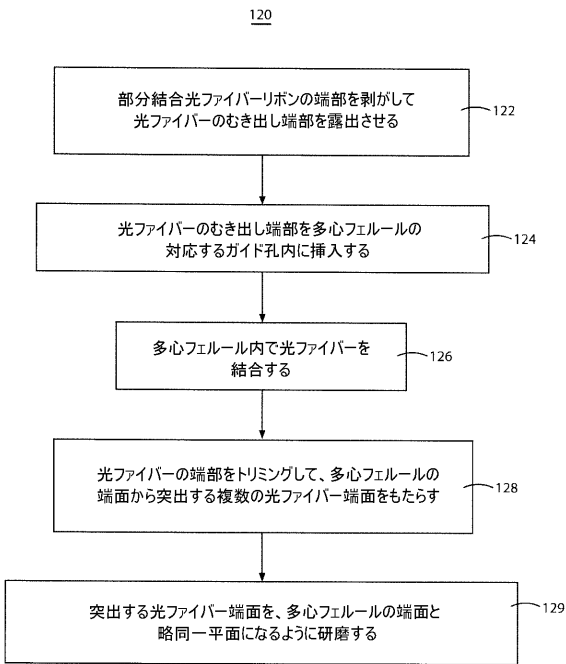 120
部分結合光ファイバーリボンの端部を剥がして
光ファイバーのむき出し端部を露出させる
122
光ファイバーのむき出し端部を多心フェルールの
対応するガイド孔内に挿入する
124
多心フェルール内で光ファイバーを
結合する
126
光ファイバーの端部をトリミングして、多心フェルールの
端面から突出する複数の光ファイバー端面をもたらす
128
突出する光ファイバー端面を、多心フェルールの端面と
略同一平面になるように研磨する
129